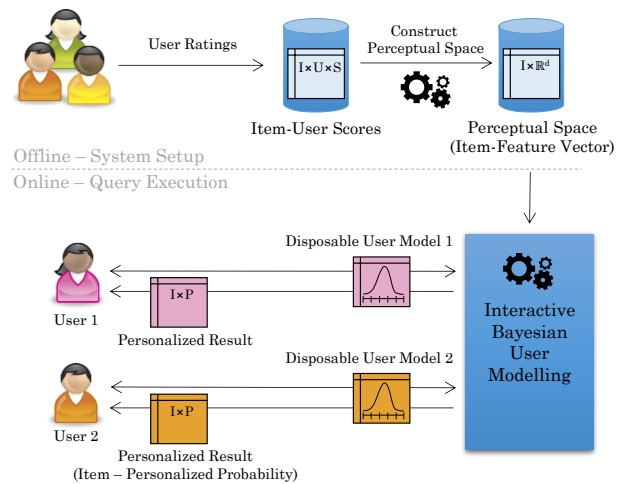 User Ratings
Construct
Perceptual Space
I×U×S
I×ℝᵈ
Item-User Scores
Perceptual Space
(Item-Feature Vector)
Offline – System Setup
Online – Query Execution
Disposable User Model 1
I×P
User 1
Personalized Result
Interactive
Bayesian
User
Modelling
Disposable User Model 2
I×P
User 2
Personalized Result
(Item – Personalized Probability)